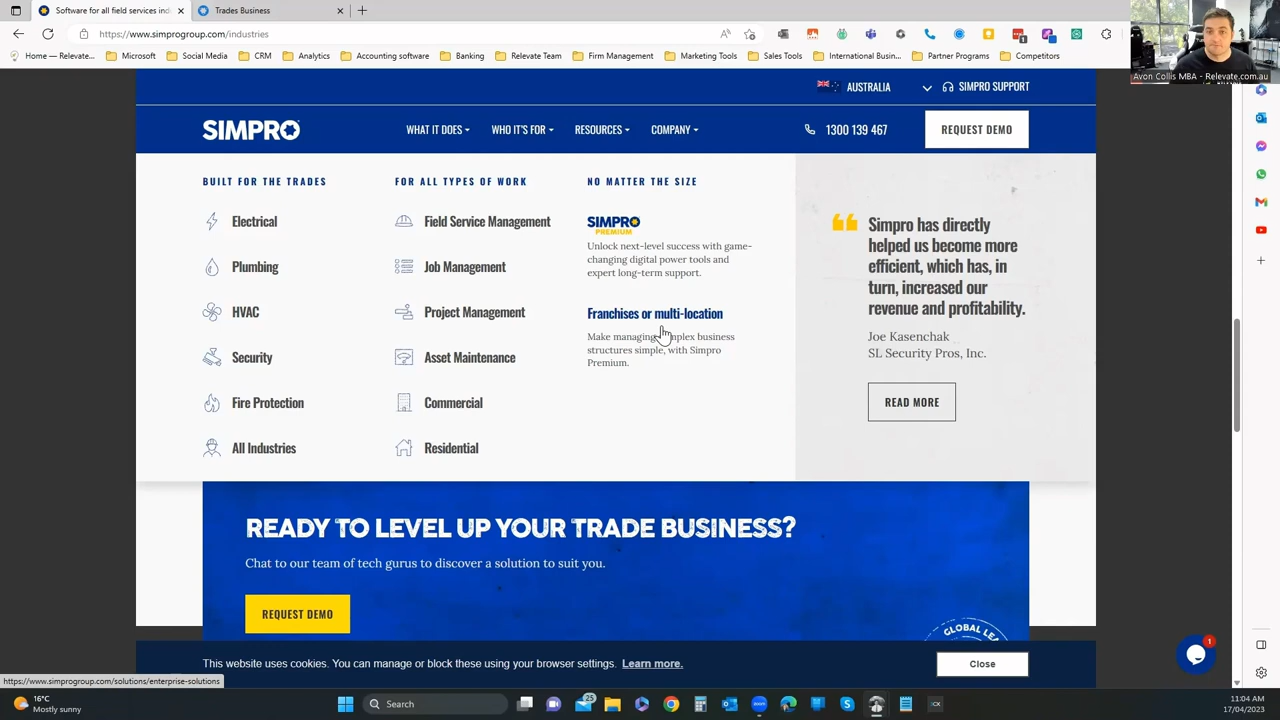 Software for all field services ind
Trades Business
https://www.simprogroup.com/industries
Home – Relevate...
Microsoft
Social Media
CRM
Analytics
Accounting software
Banking
Relevate Team
Firm Management
Marketing Tools
Sales Tools
International Busin...
Partner Programs
Competitors
Avon Collis MBA - Relevate.com.au
AUSTRALIA
SIMPRO SUPPORT
SIMPRO
WHAT IT DOES
WHO IT'S FOR
RESOURCES
COMPANY
1300 139 467
REQUEST DEMO
BUILT FOR THE TRADES
Electrical
Plumbing
HVAC
Security
Fire Protection
All Industries
FOR ALL TYPES OF WORK
Field Service Management
Job Management
Project Management
Asset Maintenance
Commercial
Residential
NO MATTER THE SIZE
SIMPRO
PREMIUM
Unlock next-level success with game-
changing digital power tools and
expert long-term support.
Franchises or multi-location
Make managing mplex business
structures simple, with Simpro
Premium.
Simpro has directly
helped us become more
efficient, which has, in
turn, increased our
revenue and profitability.
Joe Kasenchak
SL Security Pros, Inc.
READ MORE
READY TO LEVEL UP YOUR TRADE BUSINESS?
Chat to our team of tech gurus to discover a solution to suit you.
REQUEST DEMO
GLOBAL LEA
This website uses cookies. You can manage or block these using your browser settings. Learn more.
Close
1
https://www.simprogroup.com/solutions/enterprise-solutions
16°C
Mostly sunny
Search
25
11:04 AM
17/04/2023